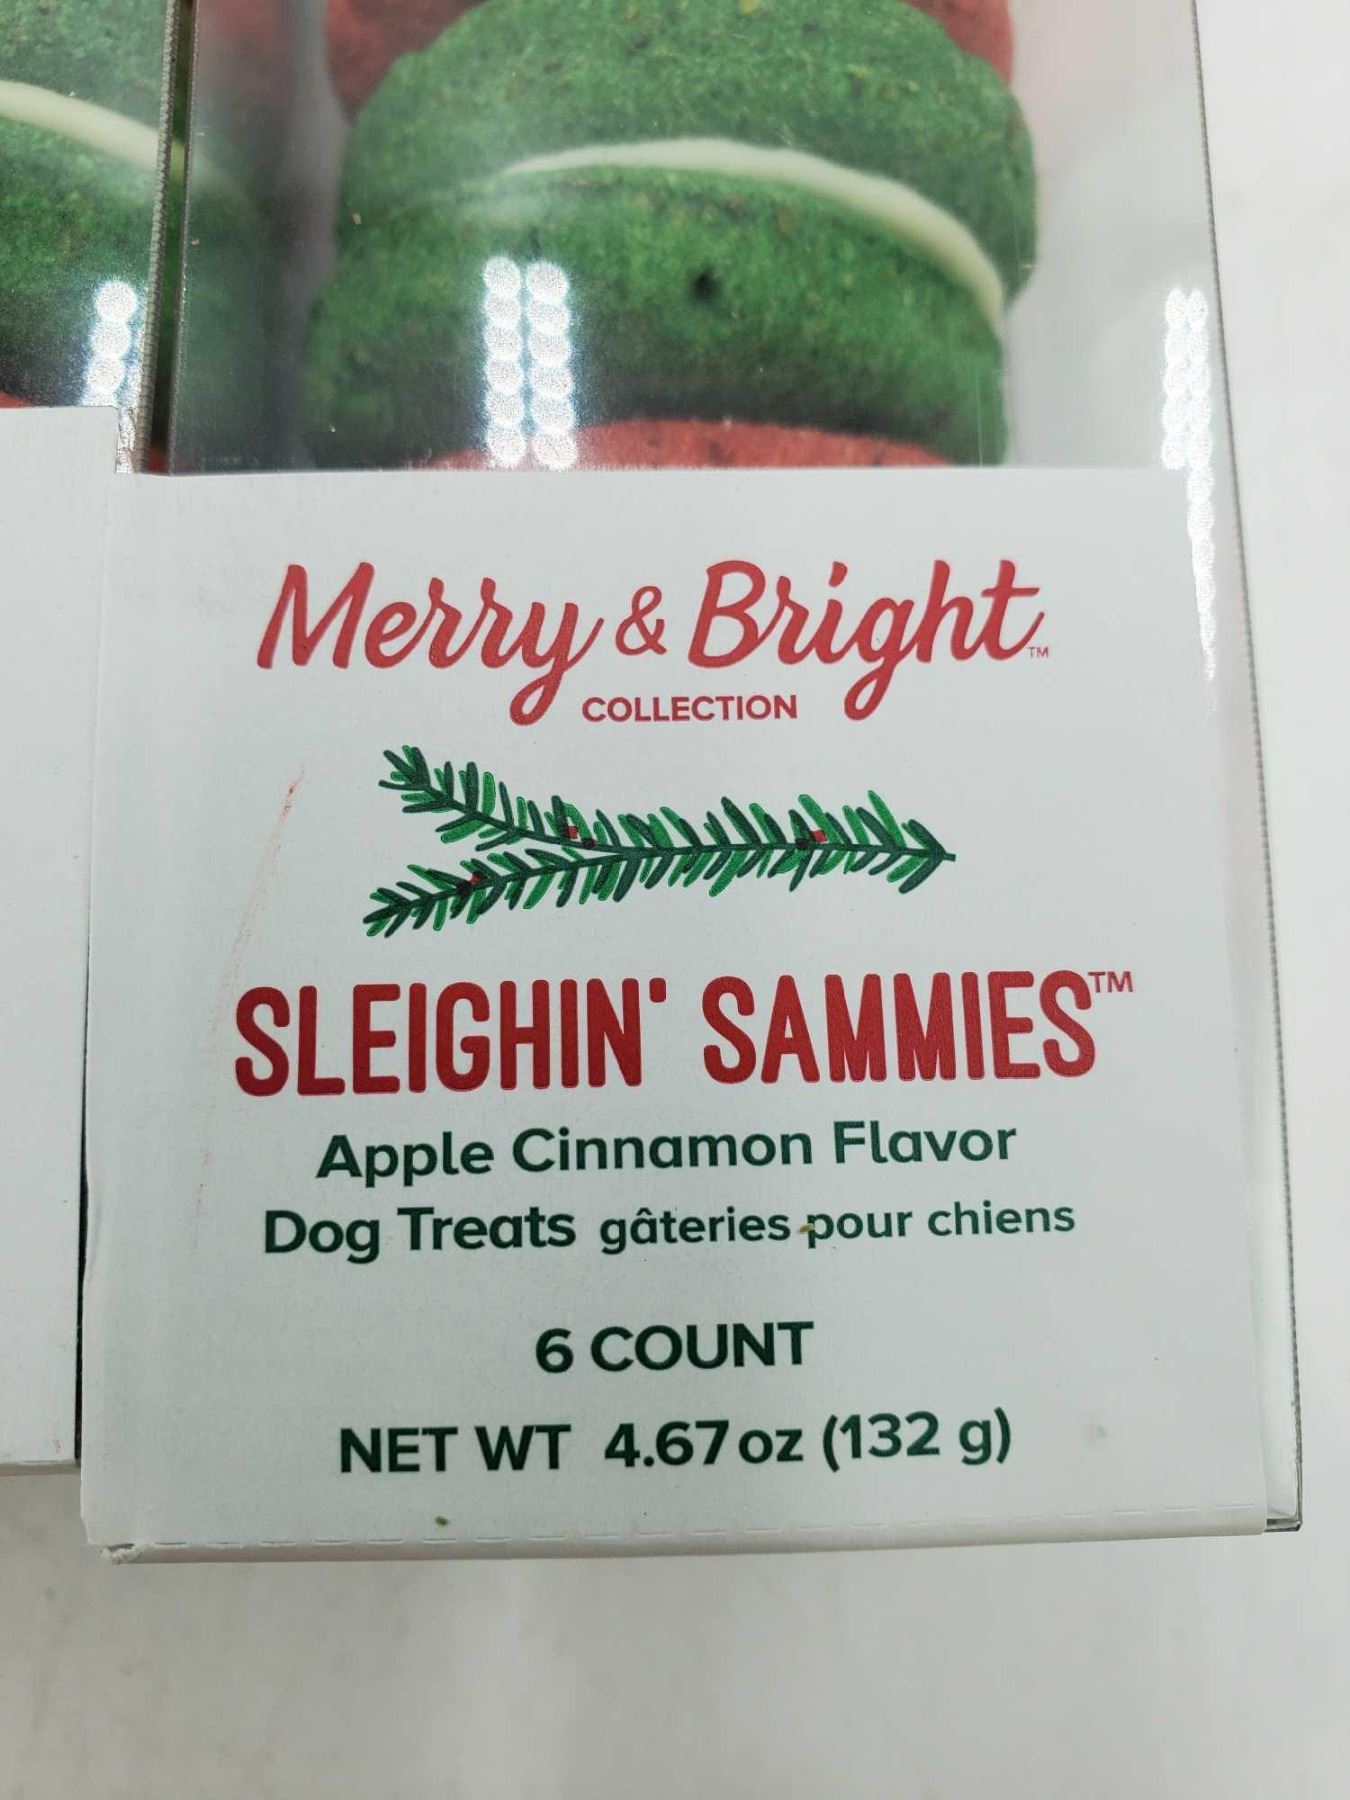 Merry & Bright™
COLLECTION
SLEIGHIN' SAMMIES™
Apple Cinnamon Flavor
Dog Treats gâteries pour chiens
6 COUNT
NET WT 4.67 oz (132 g)